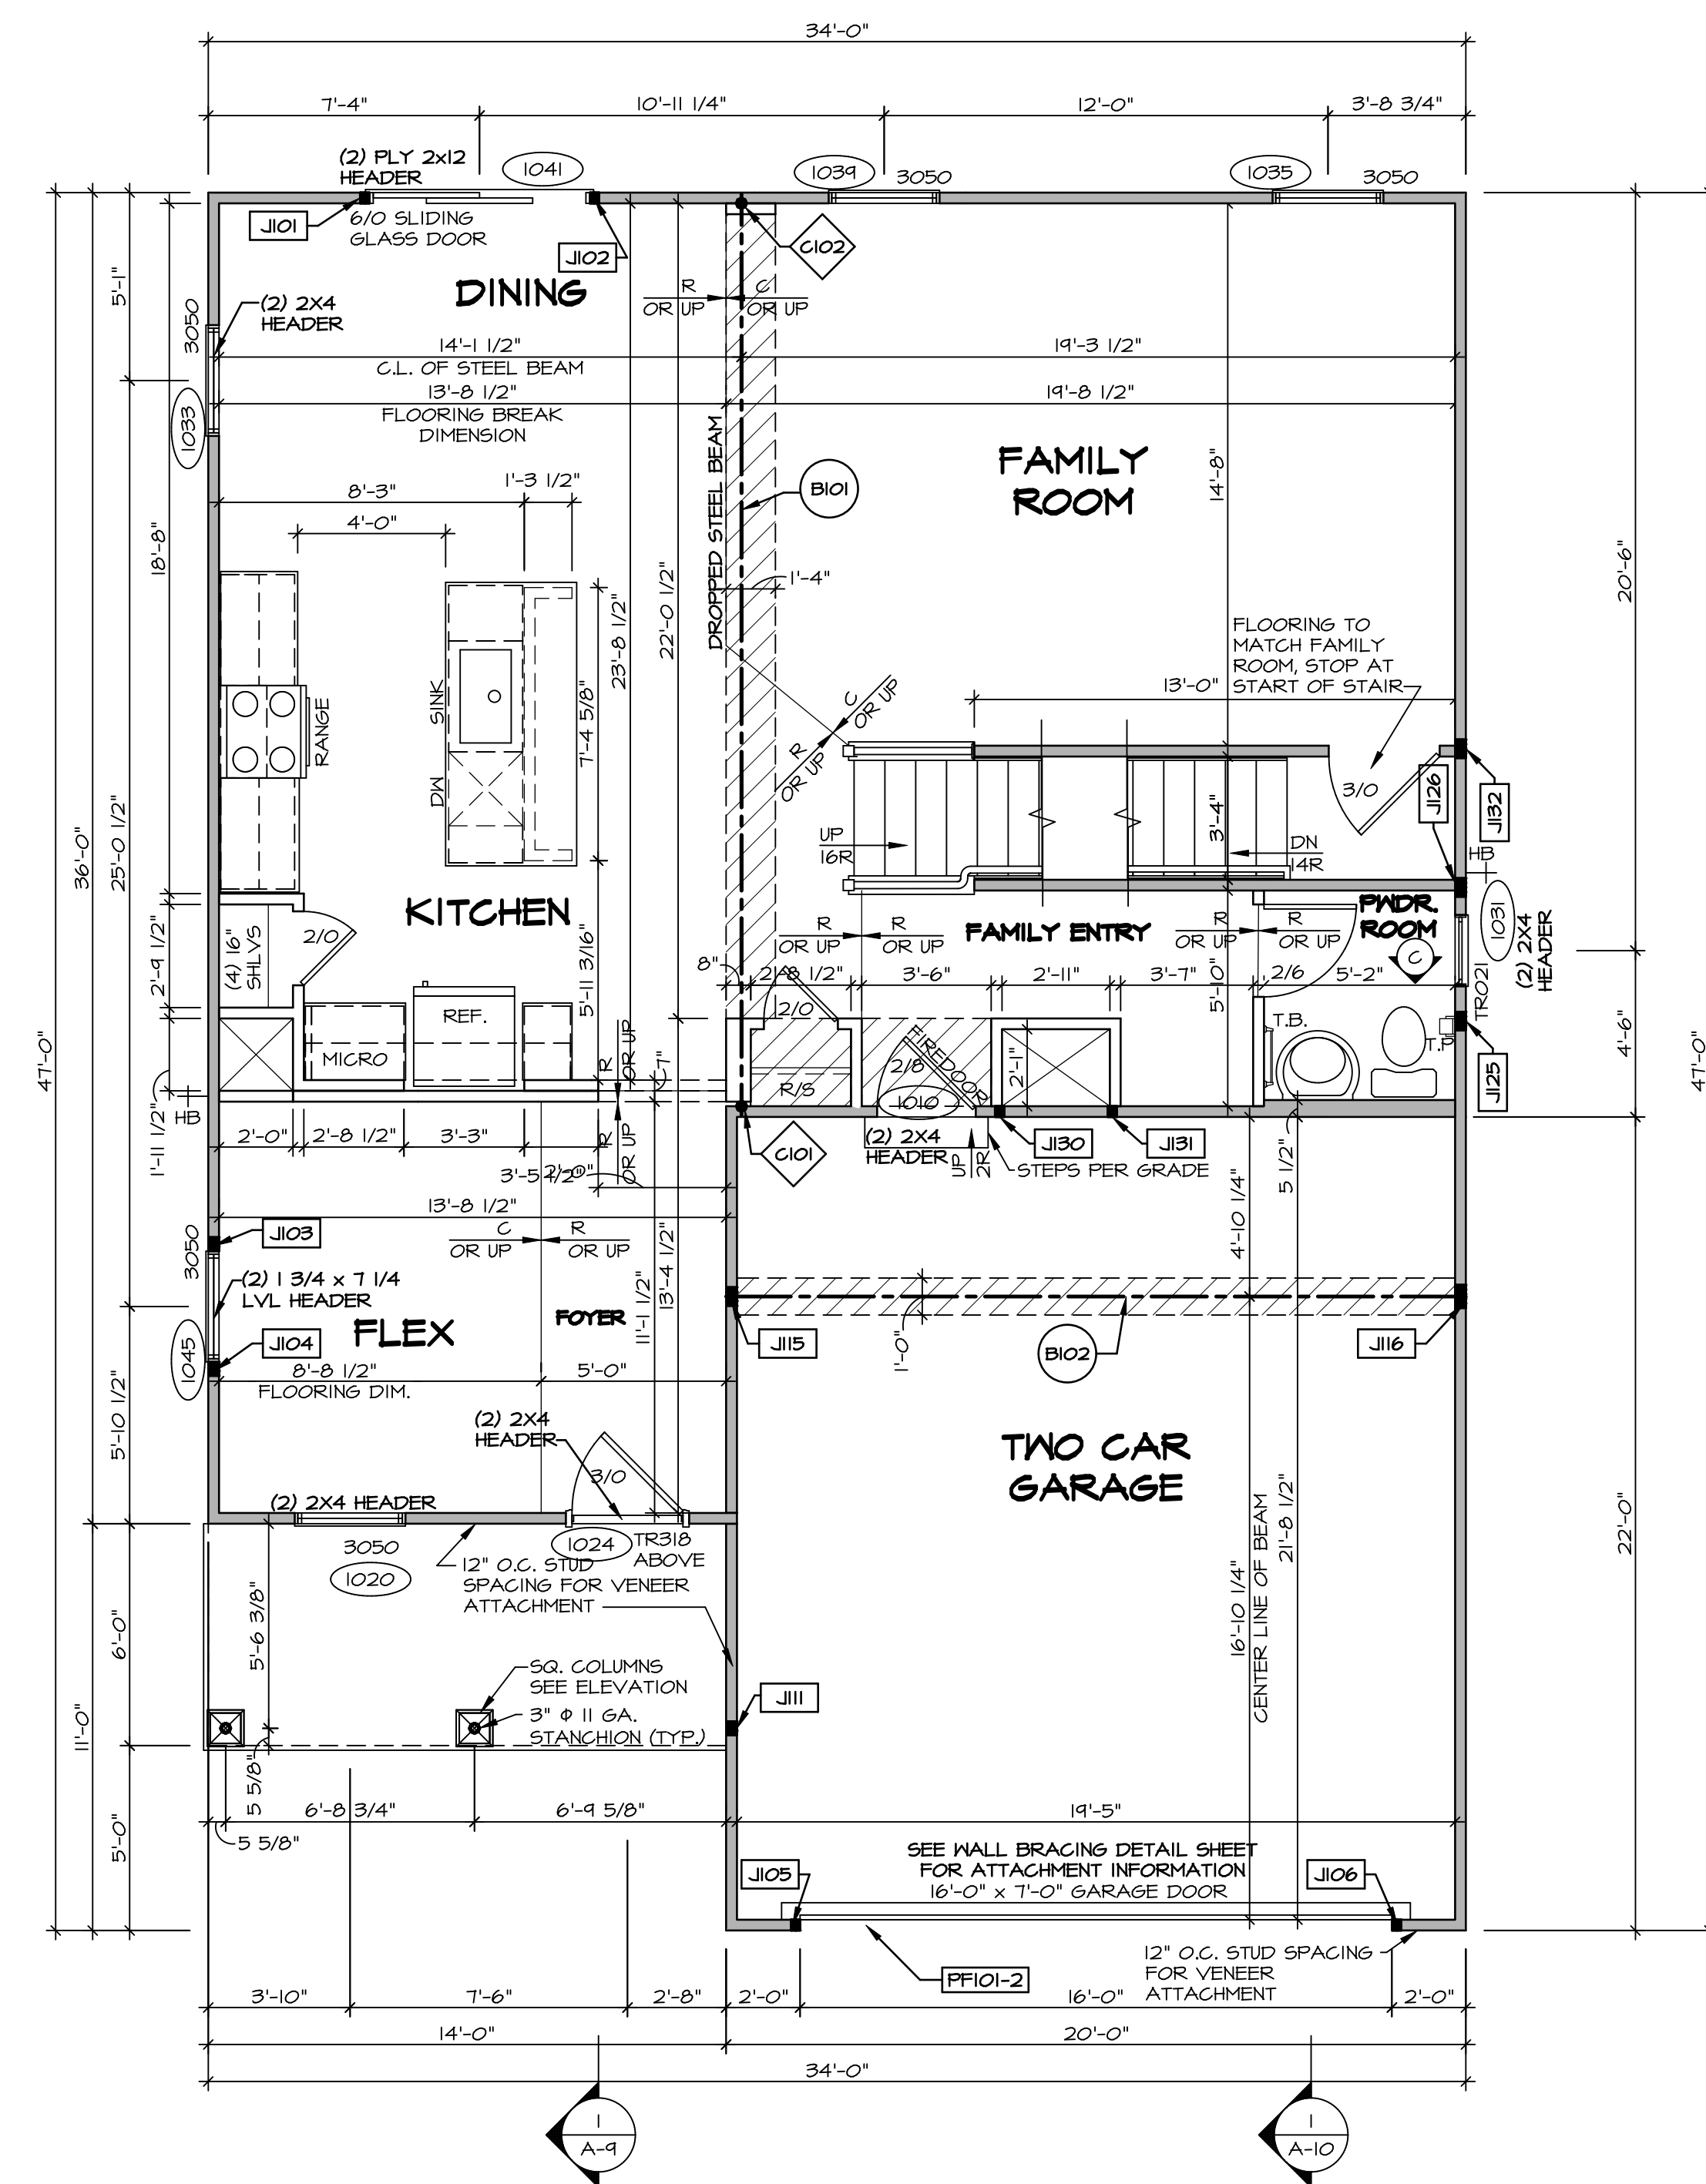 34'-0"
7'-4"
10'-11 1/4"
12'-0"
3'-8 3/4"
(2) PLY 2x12
HEADER
1041
1039
3050
1035
3050
J101
6/0 SLIDING
GLASS DOOR
J102
C102
DINING
R
OR UP
C
OR UP
5'-1"
3050
(2) 2X4
HEADER
14'-1 1/2"
C.L. OF STEEL BEAM
19'-3 1/2"
13'-8 1/2"
FLOORING BREAK
DIMENSION
19'-8 1/2"
1033
DROPPED STEEL BEAM
FAMILY
ROOM
14'-8"
B101
8'-3"
1'-3 1/2"
4'-0"
18'-8"
20'-6"
23'-8 1/2"
22'-0 1/2"
1'-4"
FLOORING TO
MATCH FAMILY
ROOM, STOP AT
START OF STAIR
13'-0"
RANGE
SINK
DW
7'-4 5/8"
C
OR UP
R
OR UP
3/0
J126
J132
UP
16R
3'-4"
DN
14R
HB
36'-0"
25'-0 1/2"
KITCHEN
2/0
(4) 16"
SHLVS
2'-9 1/2"
5'-11 3/16"
R
OR UP
R
OR UP
FAMILY ENTRY
R
OR UP
R
OR UP
PWDR.
ROOM
C
1031
(2) 2X4
HEADER
TR021
8"
2'-8 1/2"
3'-6"
2'-11"
3'-7"
5'-10"
2/6
5'-2"
2/0
REF.
MICRO
R
OR UP
7"
R/S
2/8
FIREDOOR
1010
2'-1"
T.B.
T.P.
J125
4'-6"
47'-0"
47'-0"
HB
1'-11 1/2"
2'-0"
2'-8 1/2"
3'-3"
2'-0"
3'-5 1/2"
R
OR UP
C101
(2) 2X4
HEADER
UP
2R
J130
J131
STEPS PER GRADE
5 1/2"
4'-10 1/4"
13'-8 1/2"
C
OR UP
R
OR UP
J103
3050
(2) 1 3/4 x 7 1/4
LVL HEADER
FLEX
FOYER
11'-1 1/2"
13'-4 1/2"
J104
1045
8'-8 1/2"
FLOORING DIM.
5'-0"
J115
1'-0"
B102
J116
5'-10 1/2"
(2) 2X4
HEADER
3/0
(2) 2X4 HEADER
TWO CAR
GARAGE
3050
1020
1024
TR318
ABOVE
12" O.C. STUD
SPACING FOR VENEER
ATTACHMENT
21'-8 1/2"
16'-10 1/4"
CENTER LINE OF BEAM
22'-0"
6'-0"
5'-6 3/8"
SQ. COLUMNS
SEE ELEVATION
3" Φ 11 GA.
STANCHION (TYP.)
J111
11'-0"
5 5/8"
5'-0"
6'-8 3/4"
6'-9 5/8"
5 5/8"
19'-5"
SEE WALL BRACING DETAIL SHEET
FOR ATTACHMENT INFORMATION
16'-0" x 7'-0" GARAGE DOOR
J105
J106
12" O.C. STUD SPACING
FOR VENEER
ATTACHMENT
PF101-2
3'-10"
7'-6"
2'-8"
2'-0"
16'-0"
2'-0"
14'-0"
20'-0"
34'-0"
1
A-9
1
A-10